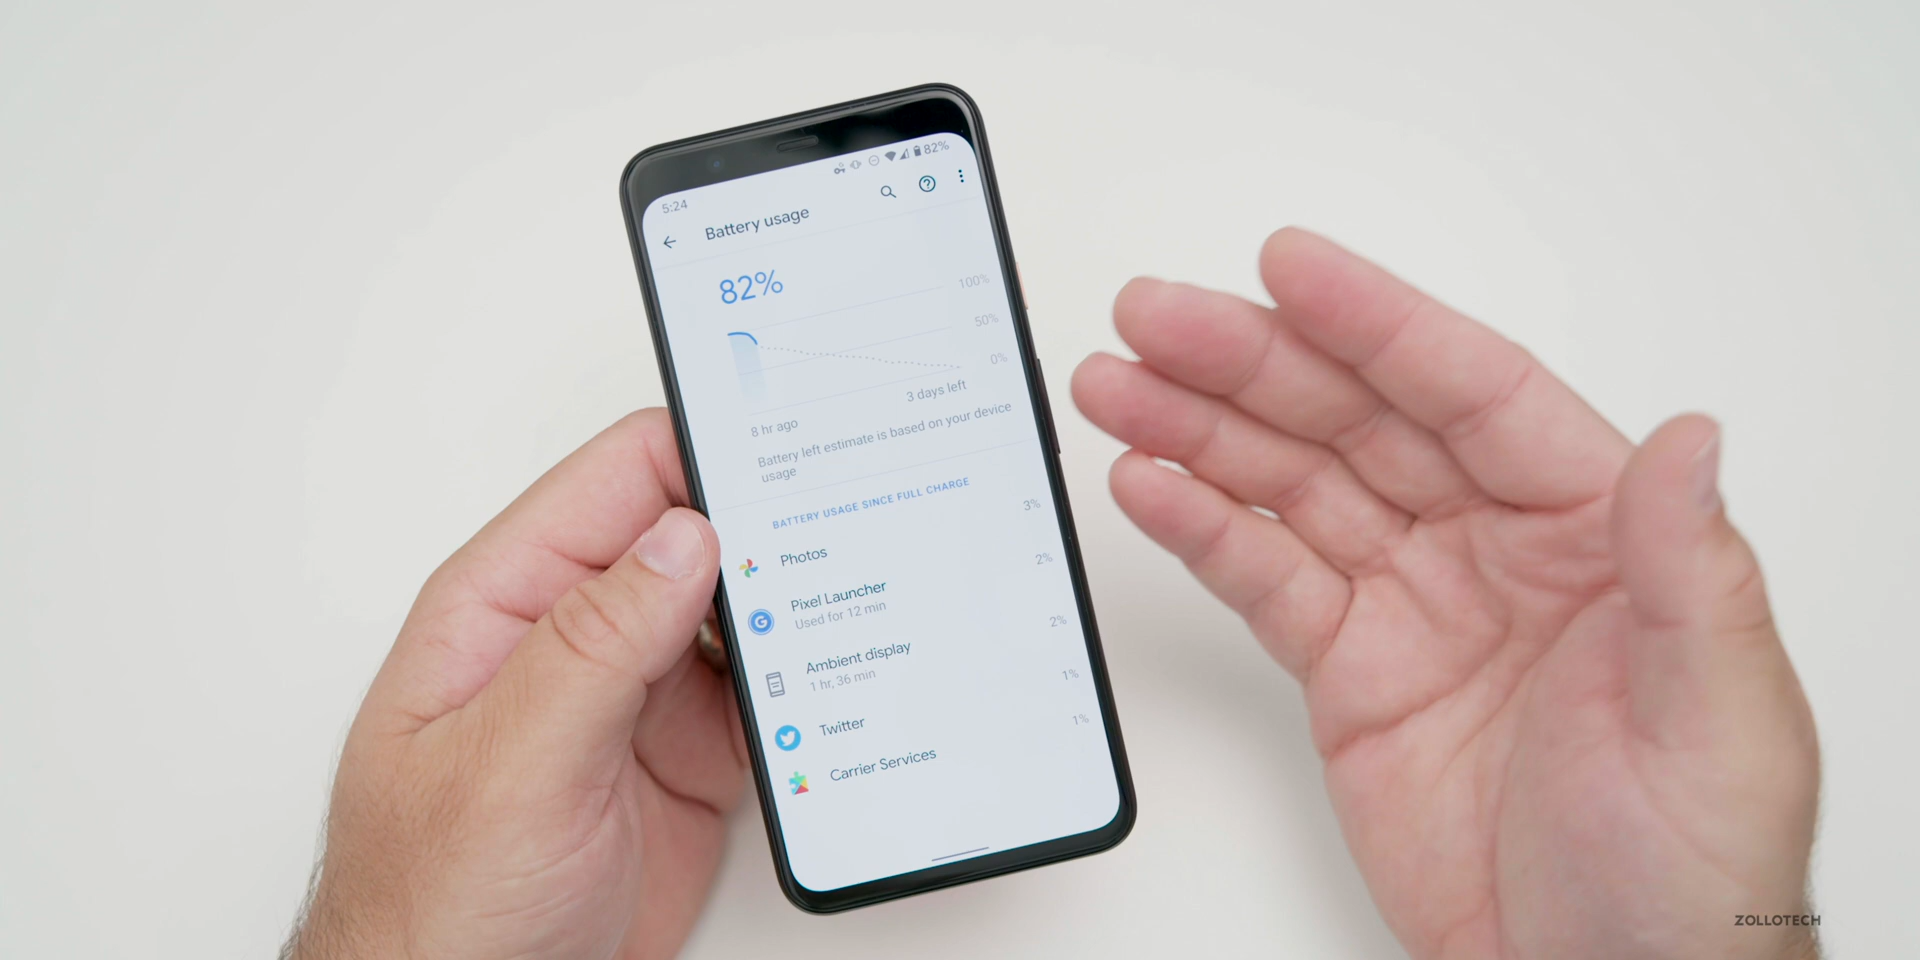 5:24
82%
Battery usage
82%
100%
50%
0%
8 hr ago
3 days left
Battery left estimate is based on your device
usage
BATTERY USAGE SINCE FULL CHARGE
Photos
3%
Pixel Launcher
2%
Used for 12 min
Ambient display
2%
1 hr, 36 min
Twitter
1%
Carrier Services
1%
ZOLLOTECH